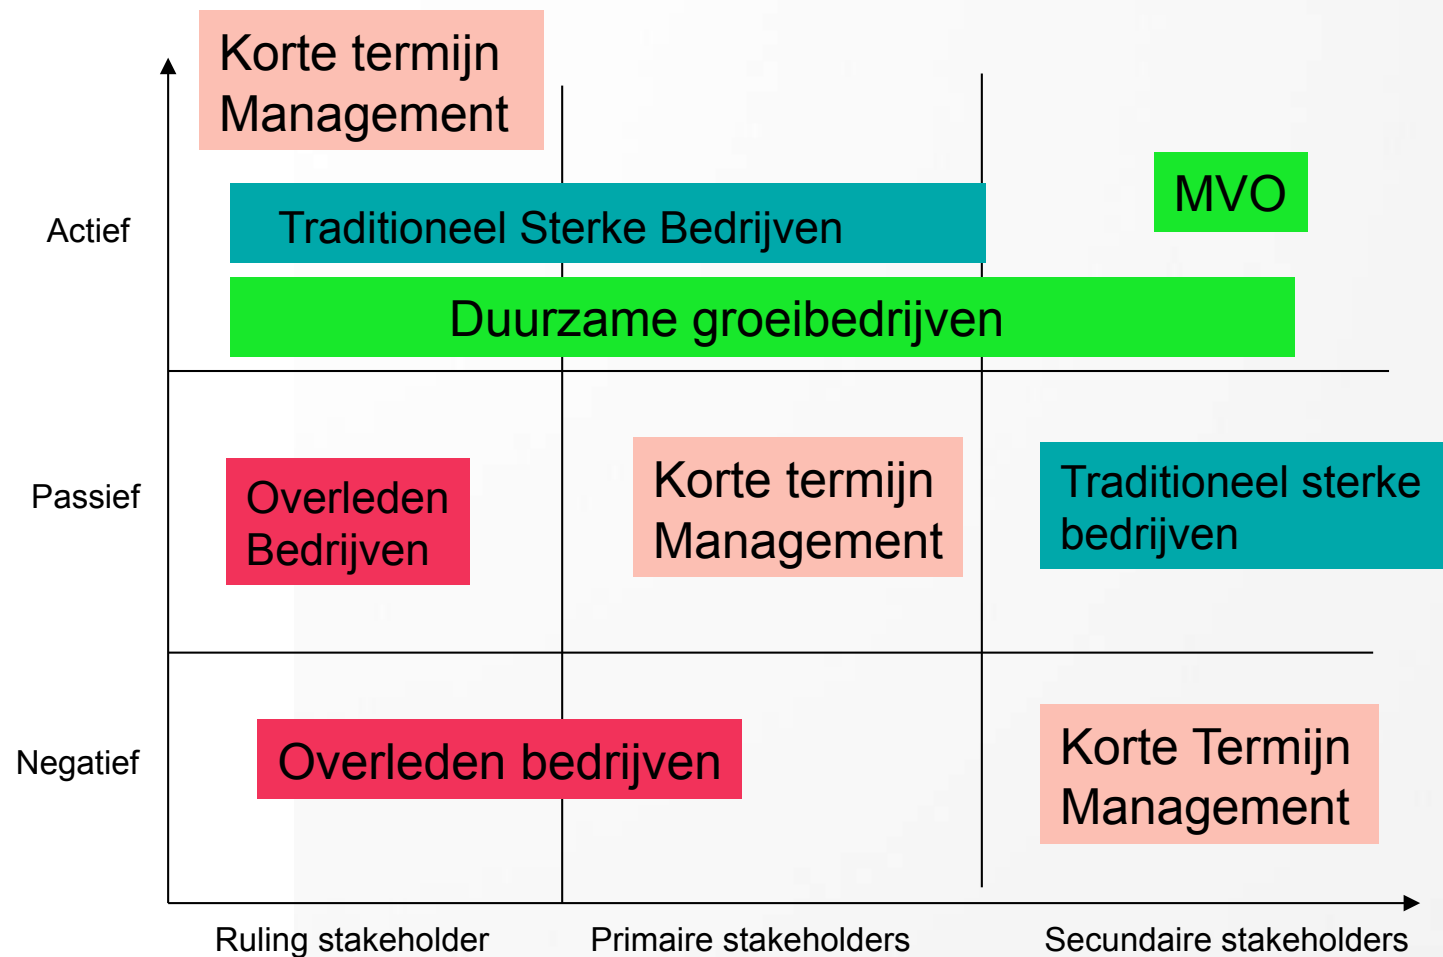 Korte termijn
Management
Actief
Traditioneel Sterke Bedrijven
MVO
Duurzame groeibedrijven
Passief
Overleden
Bedrijven
Korte termijn
Management
Traditioneel sterke
bedrijven
Negatief
Overleden bedrijven
Korte Termijn
Management
Ruling stakeholder
Primaire stakeholders
Secundaire stakeholders